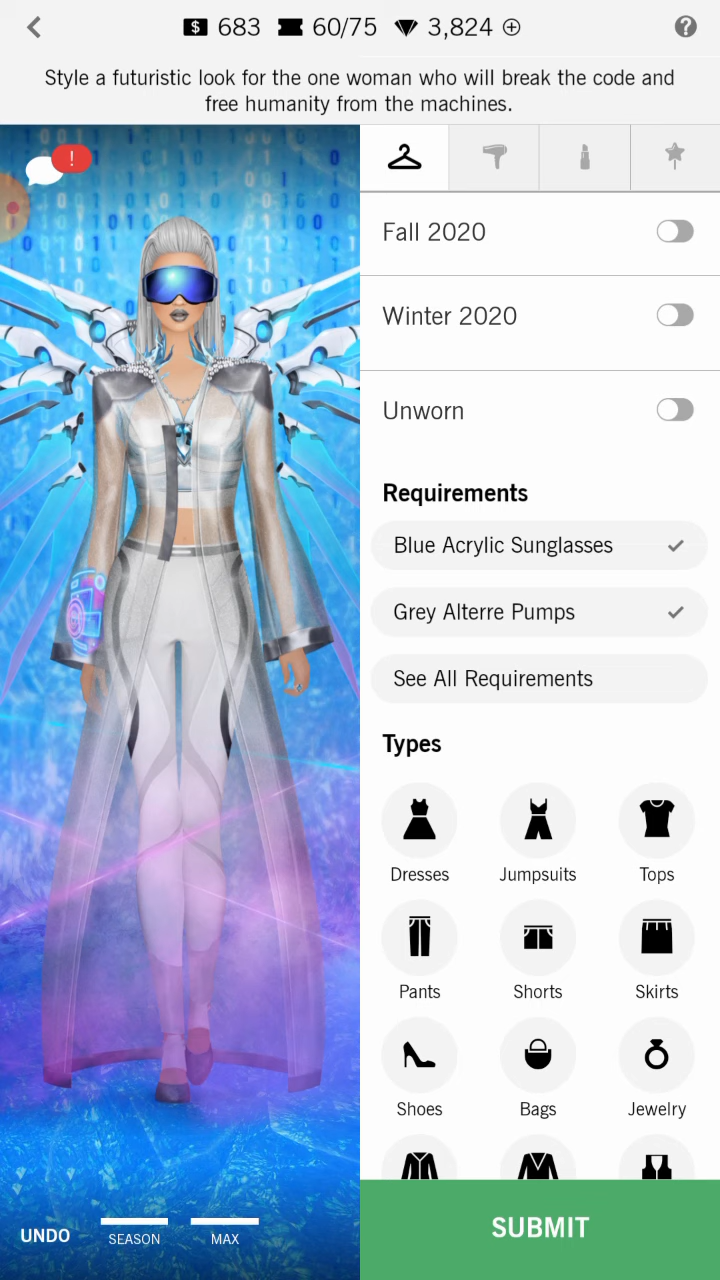 683 60/75 3,824
Style a futuristic look for the one woman who will break the code and
free humanity from the machines.
!
Fall 2020
Winter 2020
Unworn
Requirements
Blue Acrylic Sunglasses
Grey Alterre Pumps
See All Requirements
Types
Dresses Jumpsuits Tops
Pants Shorts Skirts
Shoes Bags Jewelry
UNDO SEASON MAX
SUBMIT